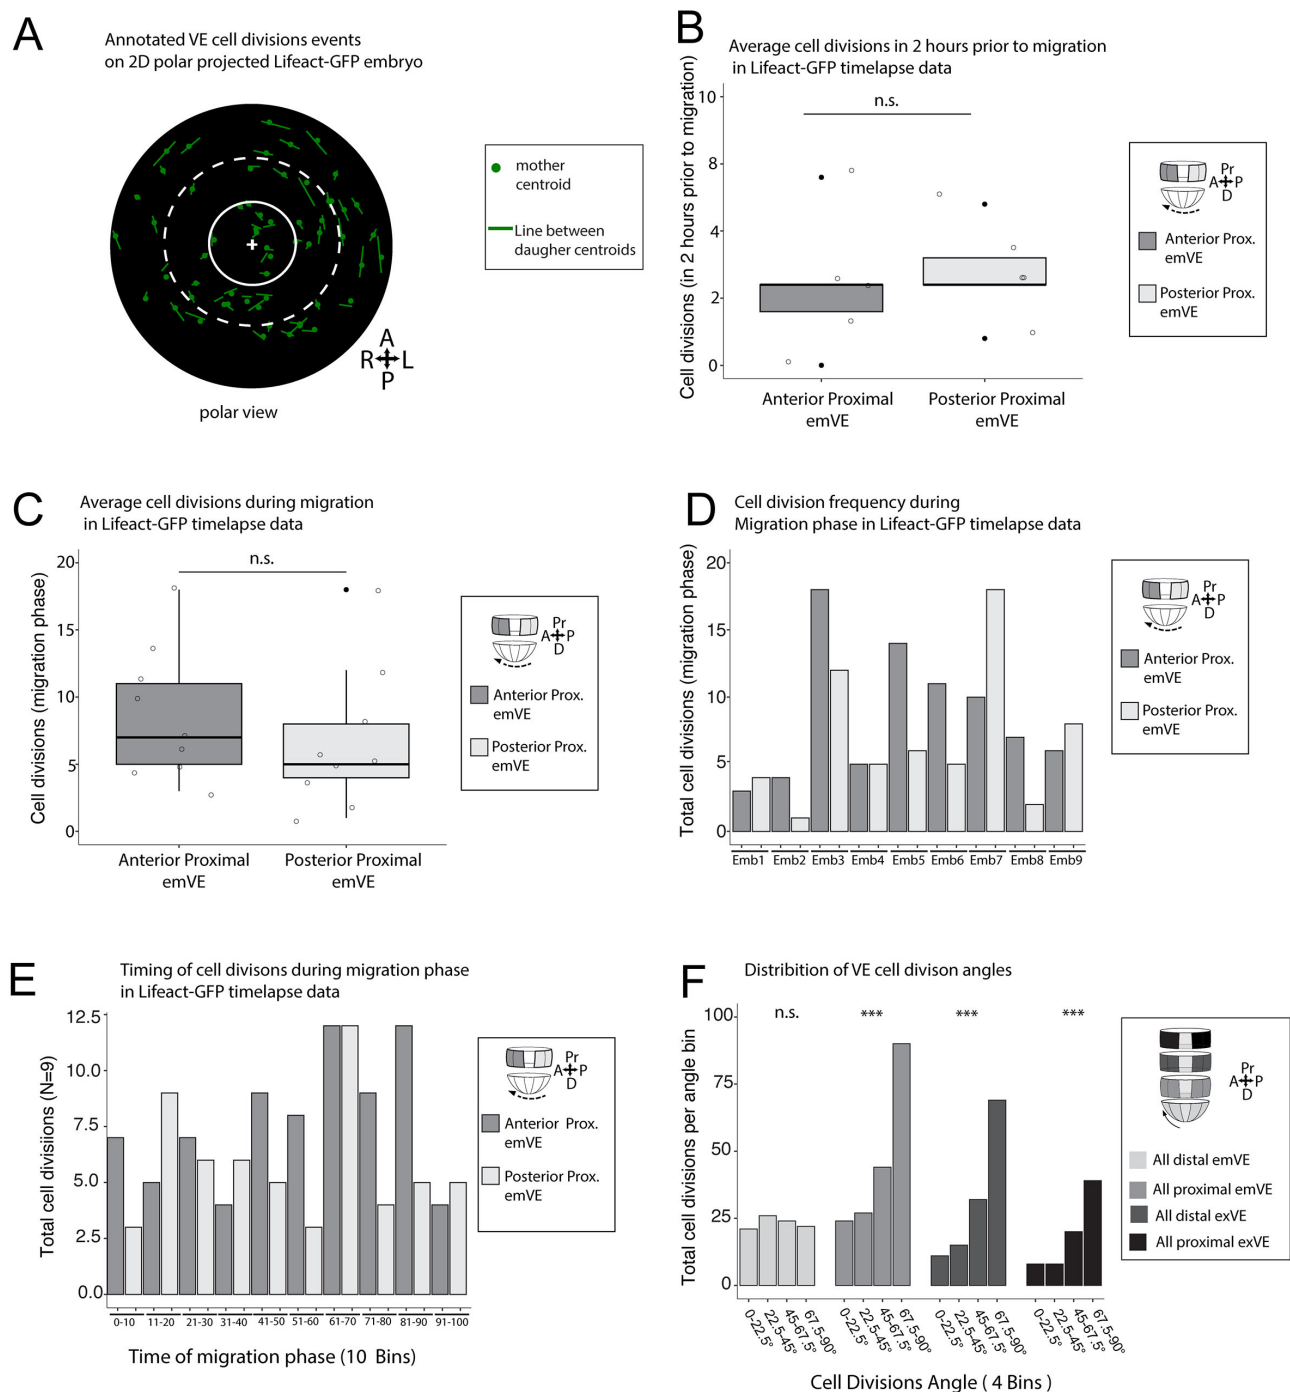 A
Annotated VE cell divisions events
on 2D polar projected Lifeact-GFP embryo
mother
centroid
Line between
daugher centroids
A
R L
P
polar view
B
Average cell divisions in 2 hours prior to migration
in Lifeact-GFP timelapse data
Cell divisions (in 2 hours prior to migration)
10
8
4
2
0
n.s.
Anterior Proximal
emVE
Posterior Proximal
emVE
Pr
A P
D
Anterior Prox.
emVE
Posterior Prox.
emVE
C
Average cell divisions during migration
in Lifeact-GFP timelapse data
Cell divisions (migration phase)
20
15
10
5
0
n.s.
Anterior Proximal
emVE
Posterior Proximal
emVE
Pr
A P
D
Anterior Prox.
emVE
Posterior Prox.
emVE
D
Cell division frequency during
Migration phase in Lifeact-GFP timelapse data
Total cell divisions (migration phase)
20
15
10
5
0
Emb1 Emb2 Emb3 Emb4 Emb5 Emb6 Emb7 Emb8 Emb9
Pr
A P
D
Anterior Prox.
emVE
Posterior Prox.
emVE
E
Timing of cell divisons during migration phase
in Lifeact-GFP timelapse data
Total cell divisiions (N=9)
12.5
10.0
7.5
5.0
2.5
0.0
0-10 11-20 21-30 31-40 41-50 51-60 61-70 71-80 81-90 91-100
Time of migration phase (10 Bins)
Pr
A P
D
Anterior Prox.
emVE
Posterior Prox.
emVE
F
Distribition of VE cell divison angles
Total cell divisions per angle bin
100
75
50
25
0
n.s. *** *** ***
0-22.5° 22.5-45° 45-67.5° 67.5-90° 0-22.5° 22.5-45° 45-67.5° 67.5-90° 0-22.5° 22.5-45° 45-67.5° 67.5-90° 0-22.5° 22.5-45° 45-67.5° 67.5-90°
Cell Divisions Angle ( 4 Bins )
Pr
A P
D
All distal emVE
All proximal emVE
All distal exVE
All proximal exVE